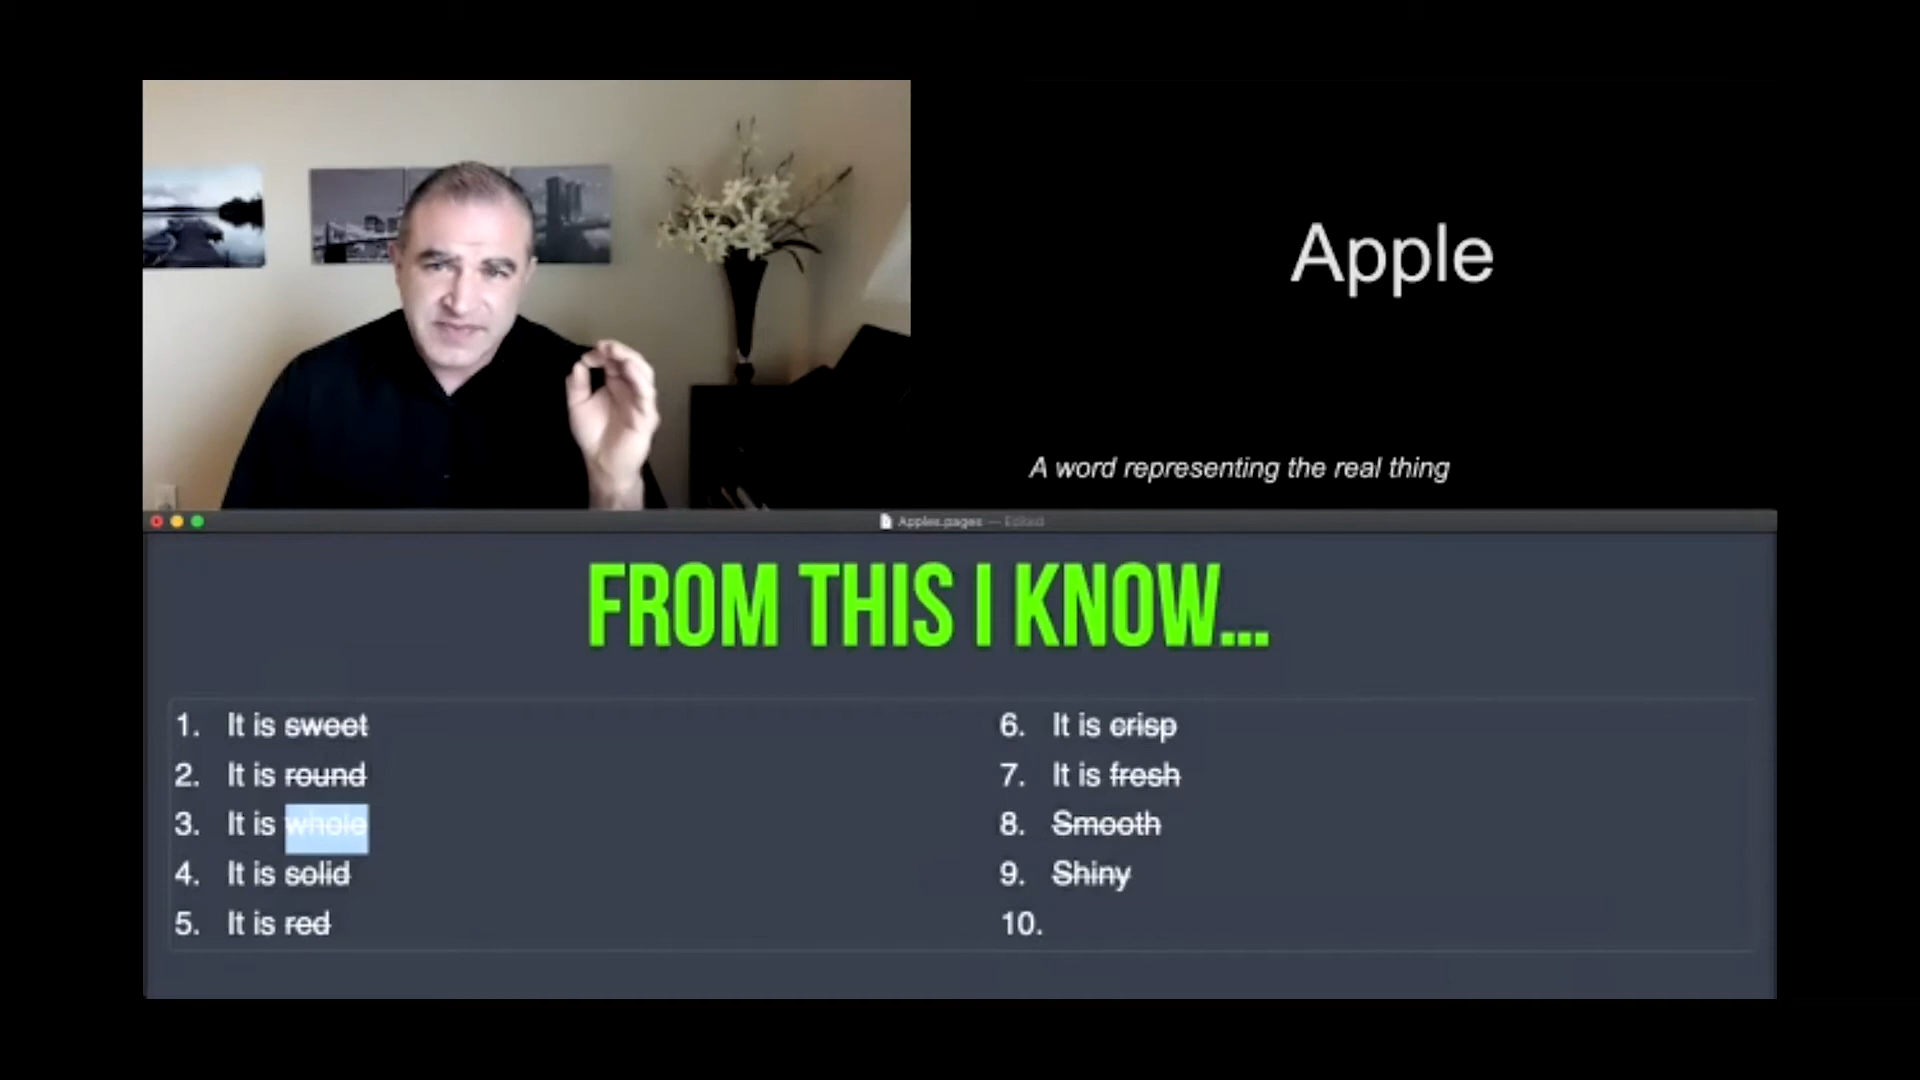 Apple
A word representing the real thing
Apples.pages — Edited
FROM THIS I KNOW...
1. It is sweet
2. It is round
3. It is whole
4. It is solid
5. It is red
6. It is crisp
7. It is fresh
8. Smooth
9. Shiny
10.